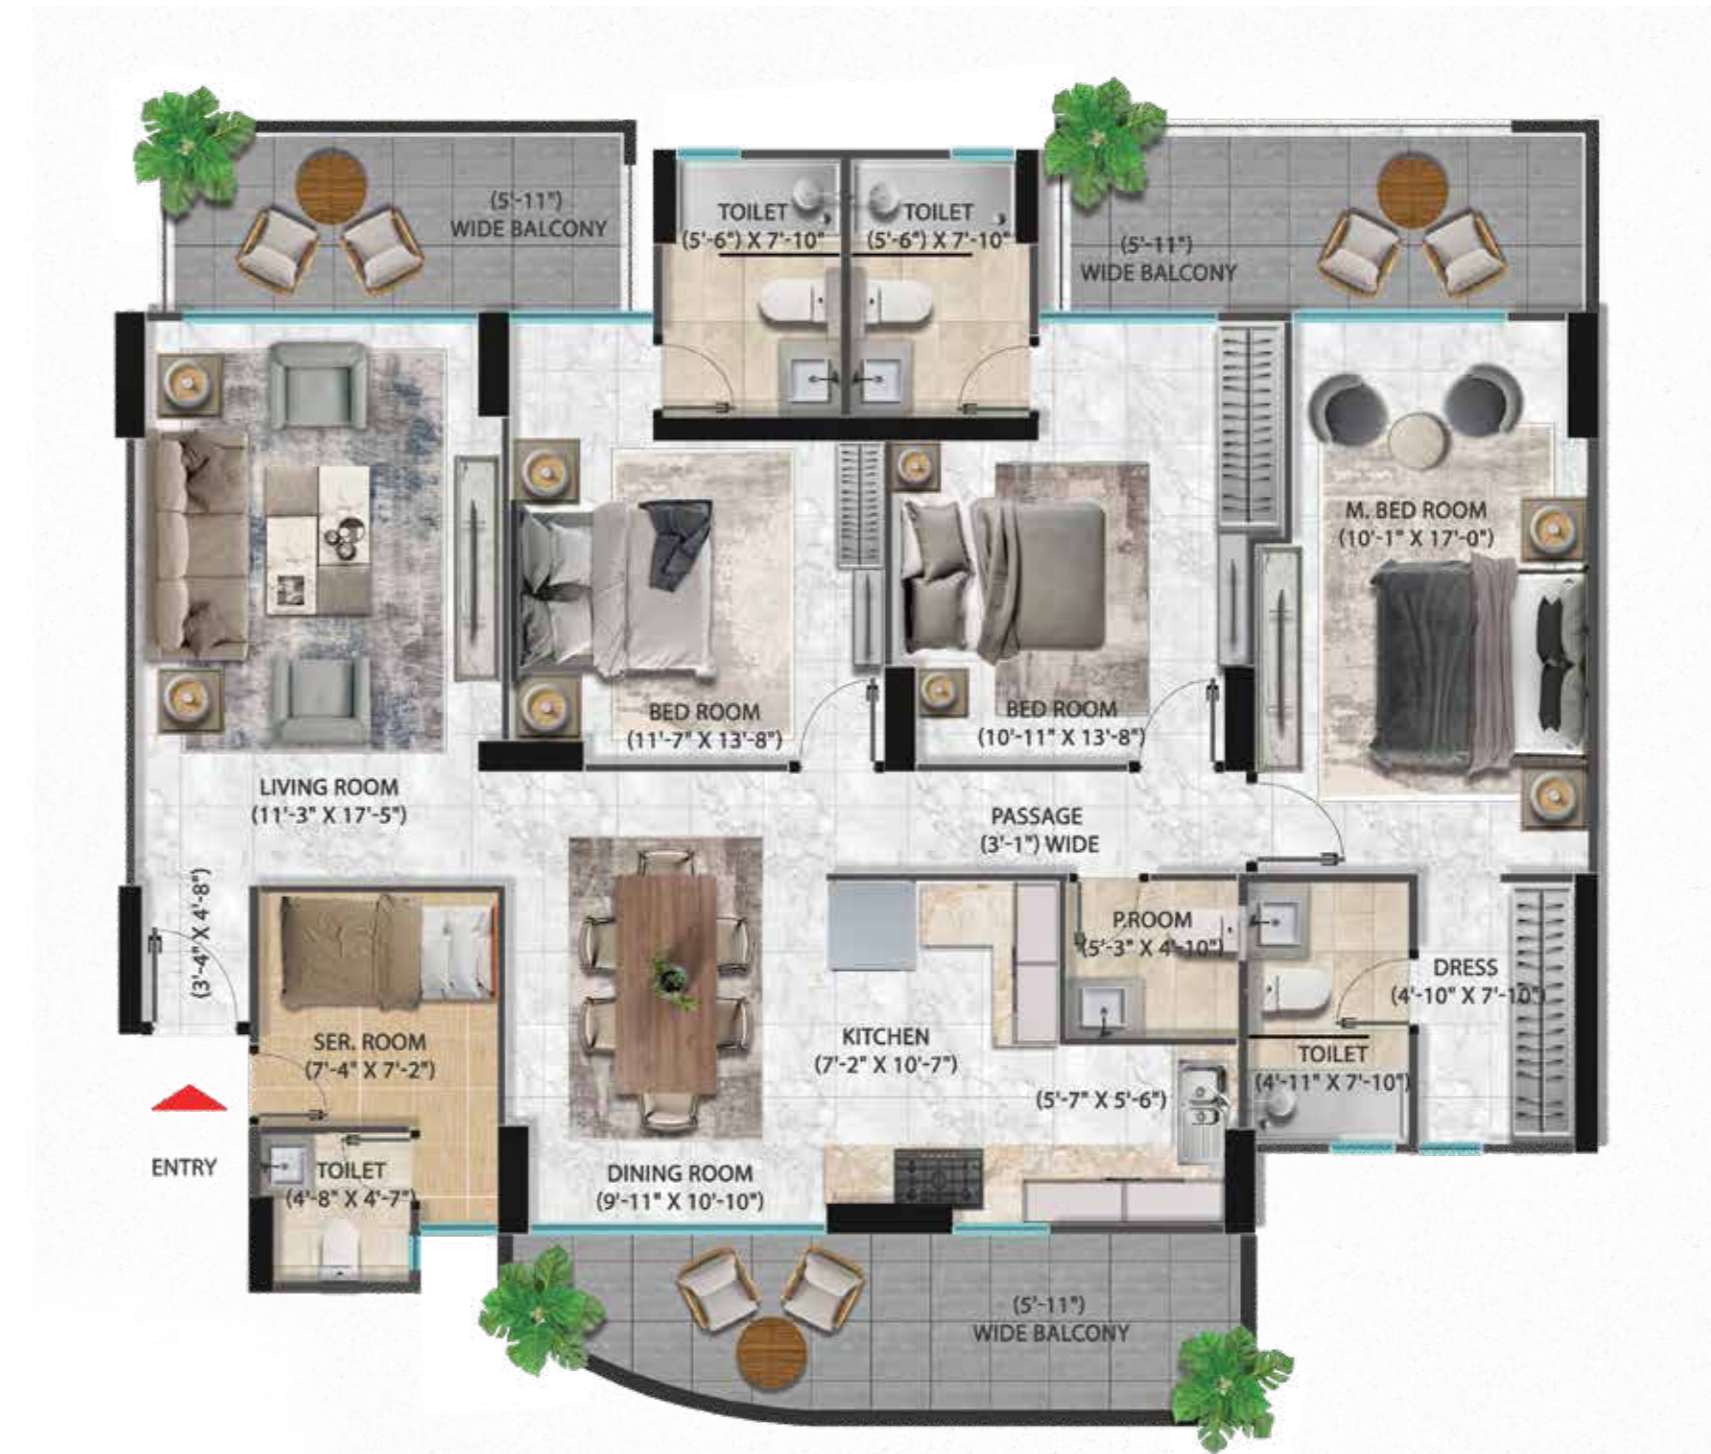 (5'-11")
WIDE BALCONY
TOILET
(5'-6") X 7'-10"
TOILET
(5'-6") X 7'-10"
(5'-11")
WIDE BALCONY
M. BED ROOM
(10'-1" X 17'-0")
BED ROOM
(11'-7" X 13'-8")
BED ROOM
(10'-11" X 13'-8")
LIVING ROOM
(11'-3" X 17'-5")
PASSAGE
(3'-1") WIDE
(3'-4" X 4'-8")
P.ROOM
(5'-3" X 4'-10")
DRESS
(4'-10" X 7'-10")
SER. ROOM
(7'-4" X 7'-2")
KITCHEN
(7'-2" X 10'-7")
TOILET
(4'-11" X 7'-10")
(5'-7" X 5'-6")
ENTRY
TOILET
(4'-8" X 4'-7")
DINING ROOM
(9'-11" X 10'-10")
(5'-11")
WIDE BALCONY